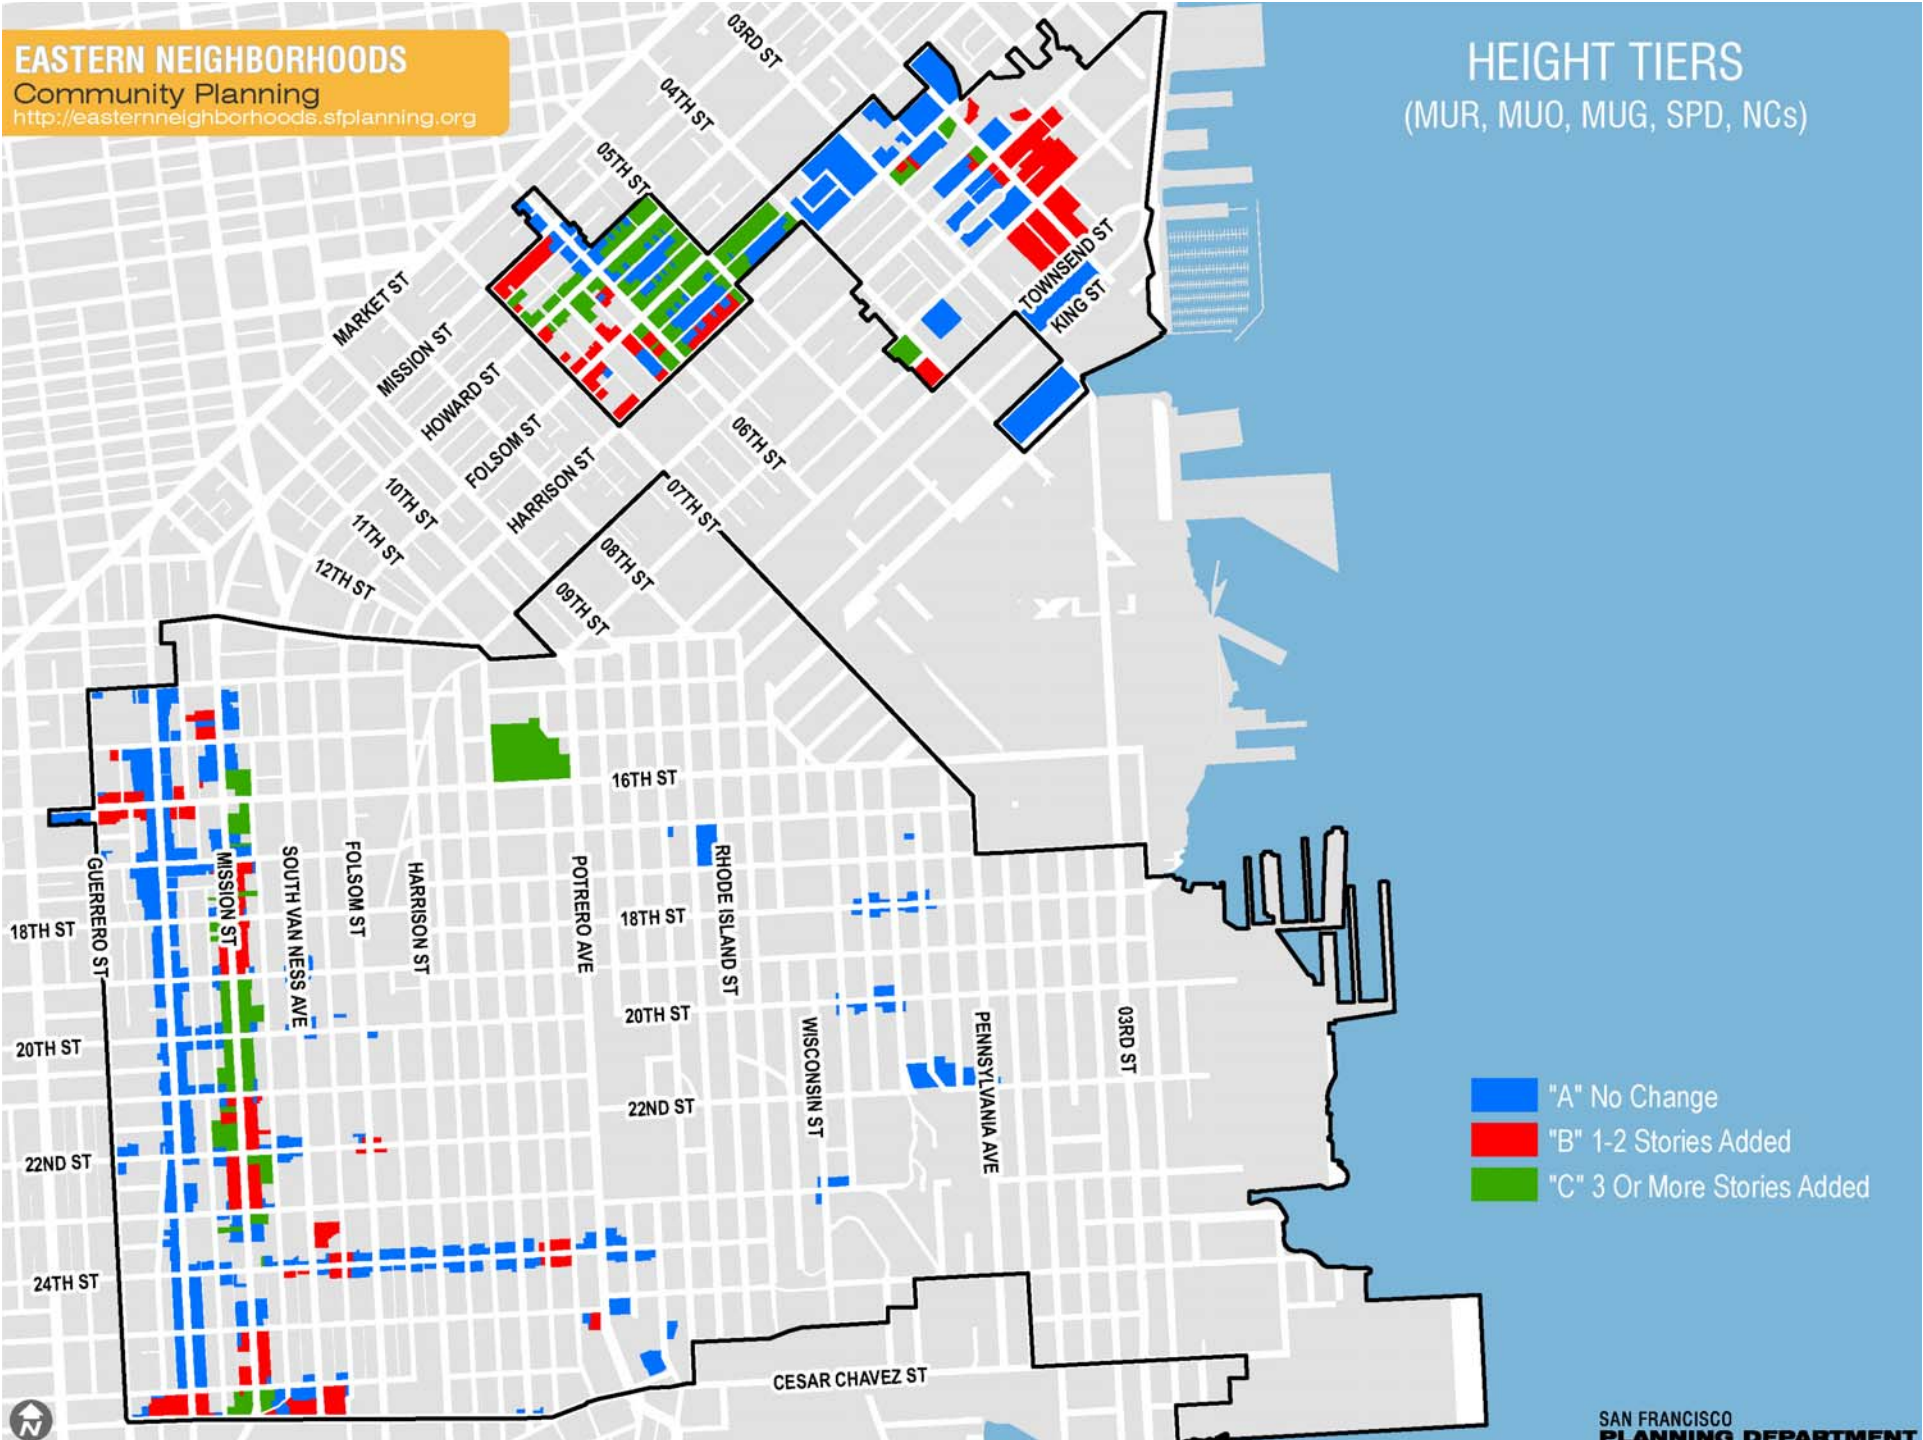 EASTERN NEIGHBORHOODS
Community Planning
http://easternneighborhoods.sfplanning.org
HEIGHT TIERS
(MUR, MUO, MUG, SPD, NCs)
03RD ST
04TH ST
05TH ST
MARKET ST
MISSION ST
HOWARD ST
FOLSOM ST
HARRISON ST
TOWNSEND ST
KING ST
06TH ST
07TH ST
08TH ST
09TH ST
10TH ST
11TH ST
12TH ST
16TH ST
GUERRERO ST
MISSION ST
SOUTH VAN NESS AVE
FOLSOM ST
HARRISON ST
POTRERO AVE
RHODE ISLAND ST
18TH ST
18TH ST
20TH ST
20TH ST
WISCONSIN ST
PENNSYLVANIA AVE
03RD ST
22ND ST
22ND ST
24TH ST
CESAR CHAVEZ ST
"A" No Change
"B" 1-2 Stories Added
"C" 3 Or More Stories Added
N
SAN FRANCISCO
PLANNING DEPARTMENT